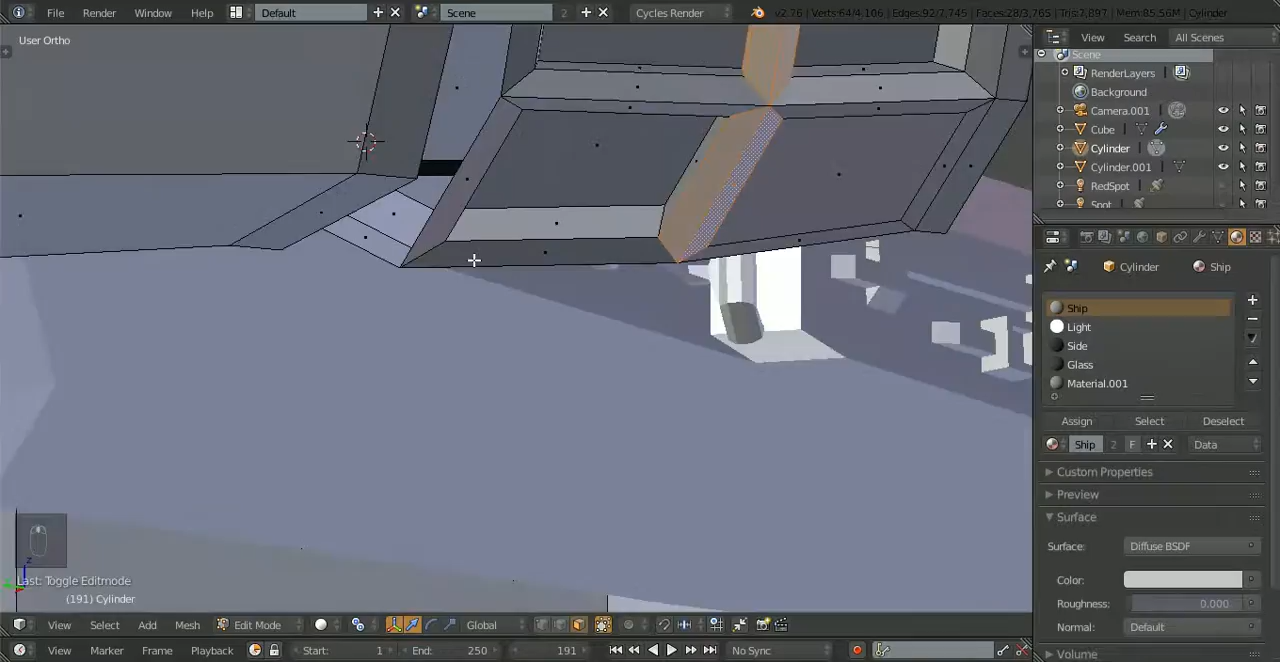 File Render Window Help Default Scene 2 Cycles Render v2.76 | Verts:64/4,106 | Edges:92/7,745 | Faces:28/3,765 | Tris:7,897 | Mem:85.56M | Cylinder
User Ortho
View Search All Scenes
Scene
RenderLayers
Background
Camera.001
Cube
Cylinder
Cylinder.001
RedSpot
Spot
Cylinder Ship
Ship
Light
Side
Glass
Material.001
Assign Select Deselect
Ship 2 F Data
Custom Properties
Preview
Surface
Surface: Diffuse BSDF
Color:
Roughness: 0.000
Normal: Default
Volume
Last: Toggle Editmode
(191) Cylinder
View Select Add Mesh Edit Mode Global
View Marker Frame Playback Start: 1 End: 250 191 No Sync